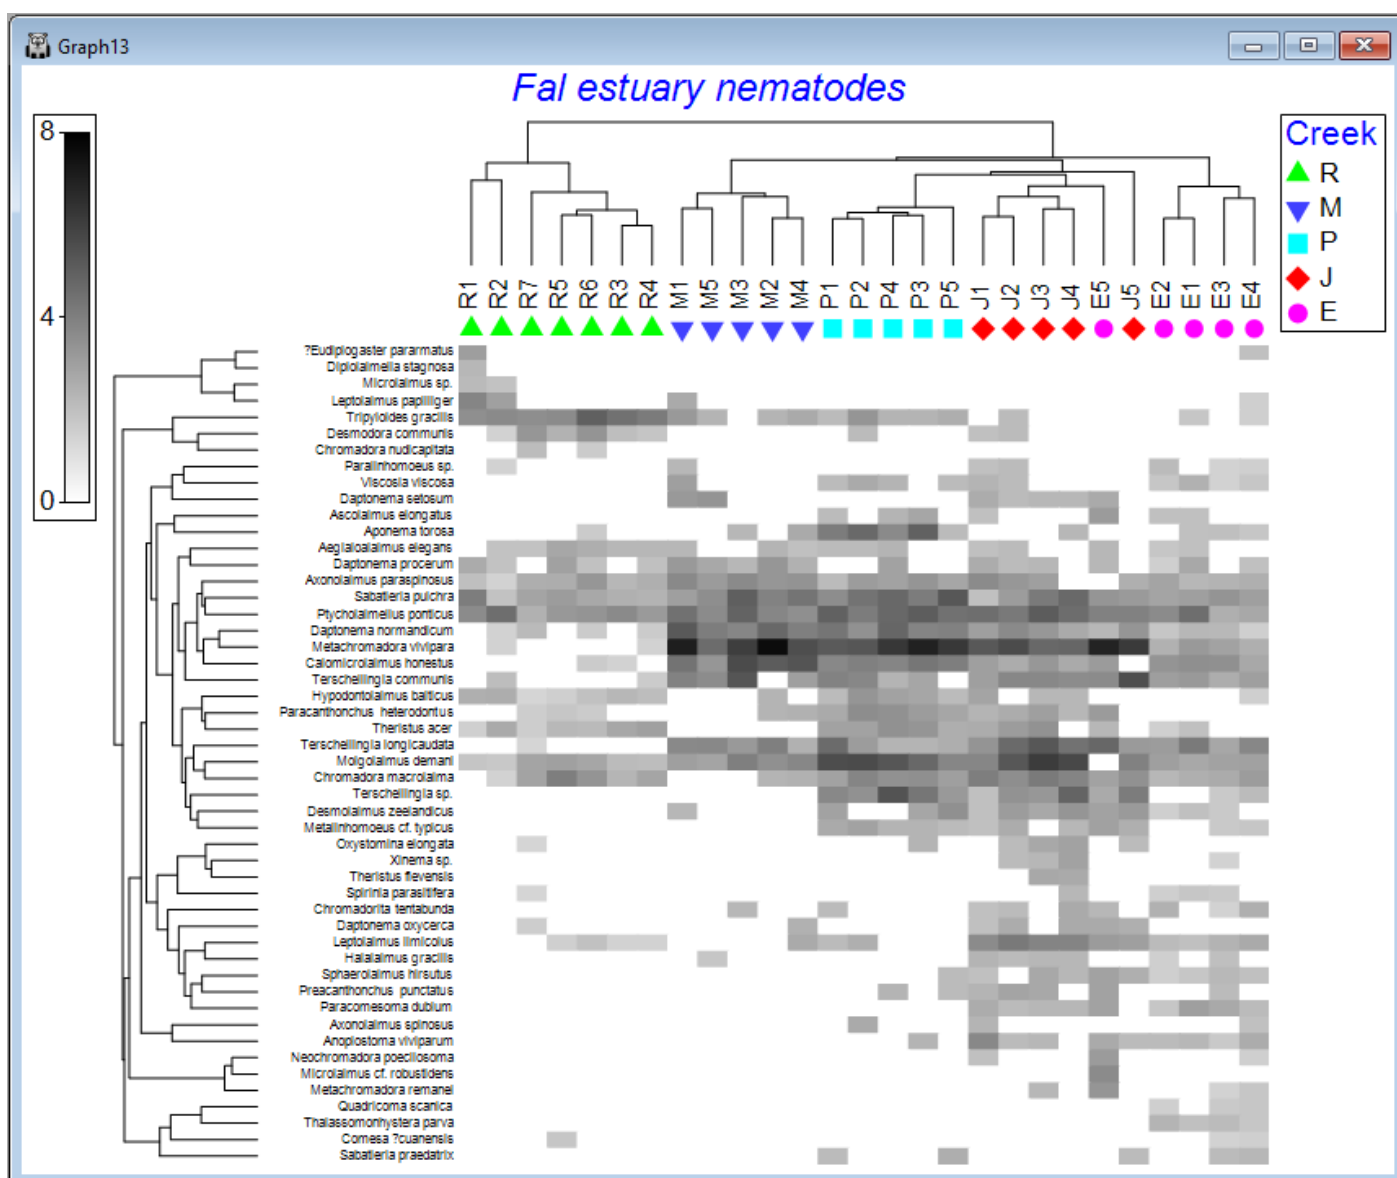 Graph13
Fal estuary nematodes
8
4
0
Creek
R
M
P
J
E
R1
R2
R7
R5
R6
R3
R4
M1
M5
M3
M2
M4
P1
P2
P4
P3
P5
J1
J2
J3
J4
E5
J5
E2
E1
E3
E4
?Eudiplogaster pararmatus
Diplolaimella stagnosa
Microlaimus sp.
Leptolaimus papilliger
Tripyloides gracilis
Desmodora communis
Chromadora nudicapitata
Paralinhomoeus sp.
Viscosia viscosa
Daptonema setosum
Ascolaimus elongatus
Aponema torosa
Aegialoalaimus elegans
Daptonema procerum
Axonolaimus paraspinosus
Sabatieria pulchra
Ptycholaimellus ponticus
Daptonema normandicum
Metachromadora vivipara
Calomicrolaimus honestus
Terschellingia communis
Hypodontolaimus balticus
Paracanthonchus heterodontus
Theristus acer
Terschellingia longicaudata
Molgolaimus demani
Chromadora macrolaima
Terschellingia sp.
Desmolaimus zeelandicus
Metalinhomoeus cf. typicus
Oxystomina elongata
Xinema sp.
Theristus flevensis
Spirinia parasitifera
Chromadorita tentabunda
Daptonema oxycerca
Leptolaimus limicolus
Halalaimus gracilis
Sphaerolaimus hirsutus
Preacanthonchus punctatus
Paracomesoma dubium
Axonolaimus spinosus
Anoplostoma viviparum
Neochromadora poecilosoma
Microlaimus cf. robustidens
Metachromadora remanei
Quadricoma scanica
Thalassomonhystera parva
Comesa ?cuanensis
Sabatieria praedatrix